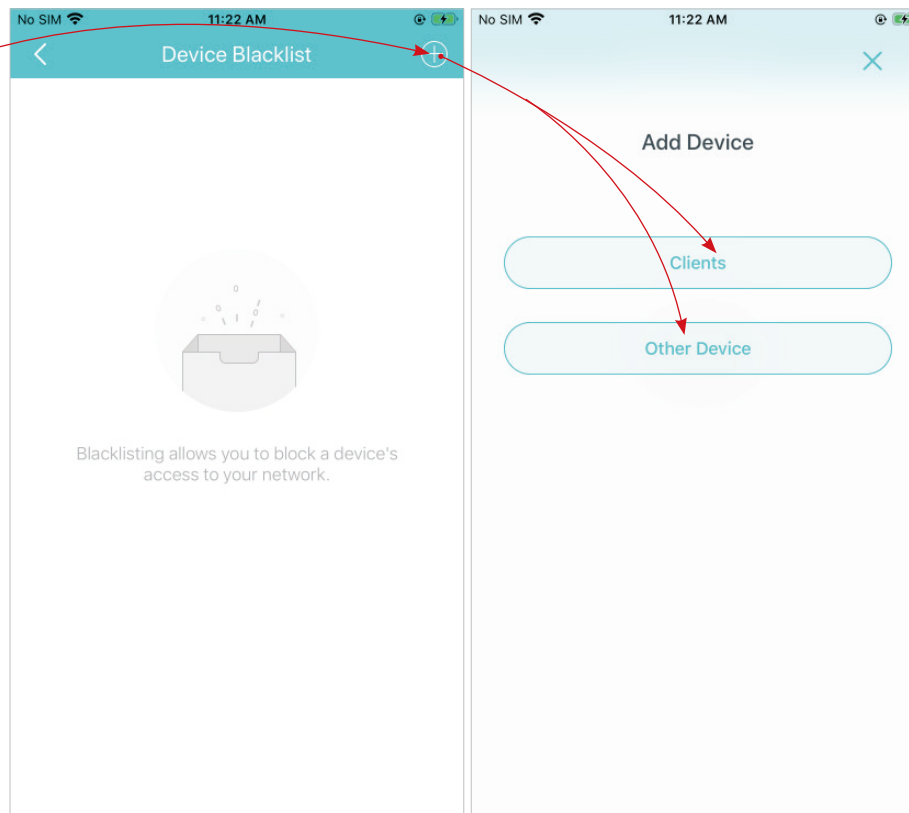 No SIM 11:22 AM
Device Blacklist
Blacklisting allows you to block a device's
access to your network.
No SIM 11:22 AM
Add Device
Clients
Other Device